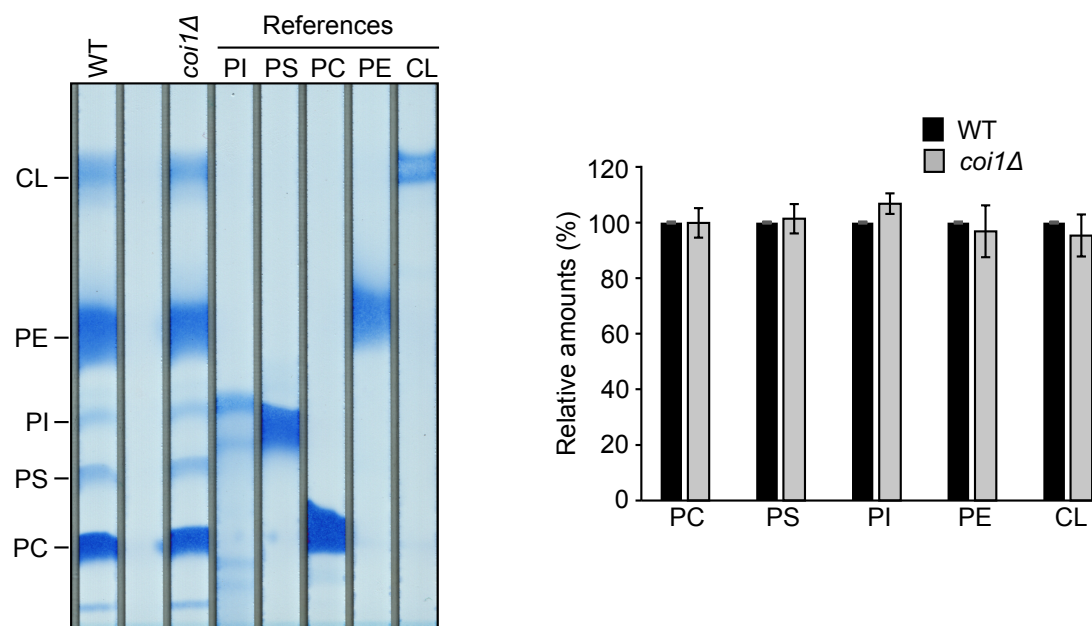 References
WT
coi1Δ
PI PS PC PE CL
CL
PE
PI
PS
PC
WT
coi1Δ
Relative amounts (%)
120
100
80
60
40
20
0
PC PS PI PE CL